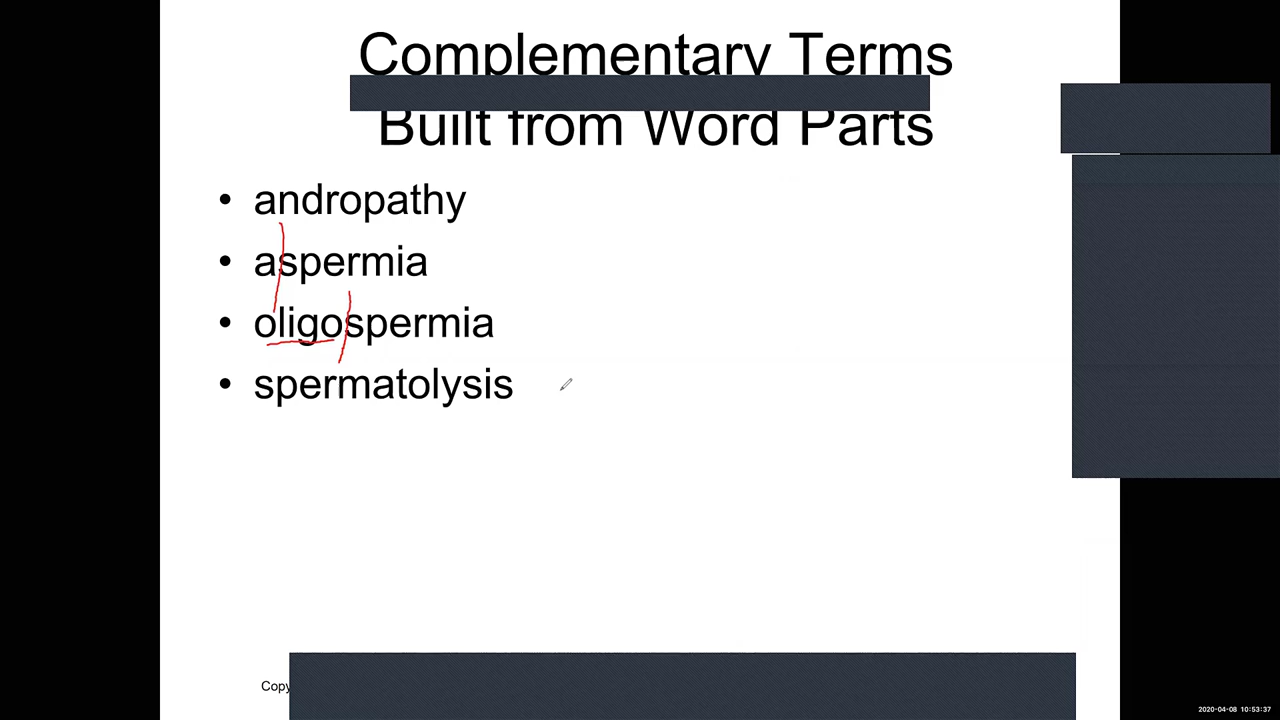 Complementary Terms
Built from Word Parts
• andropathy
• aspermia
• oligospermia
• spermatolysis
Copy
2020-04-08 10:53:37